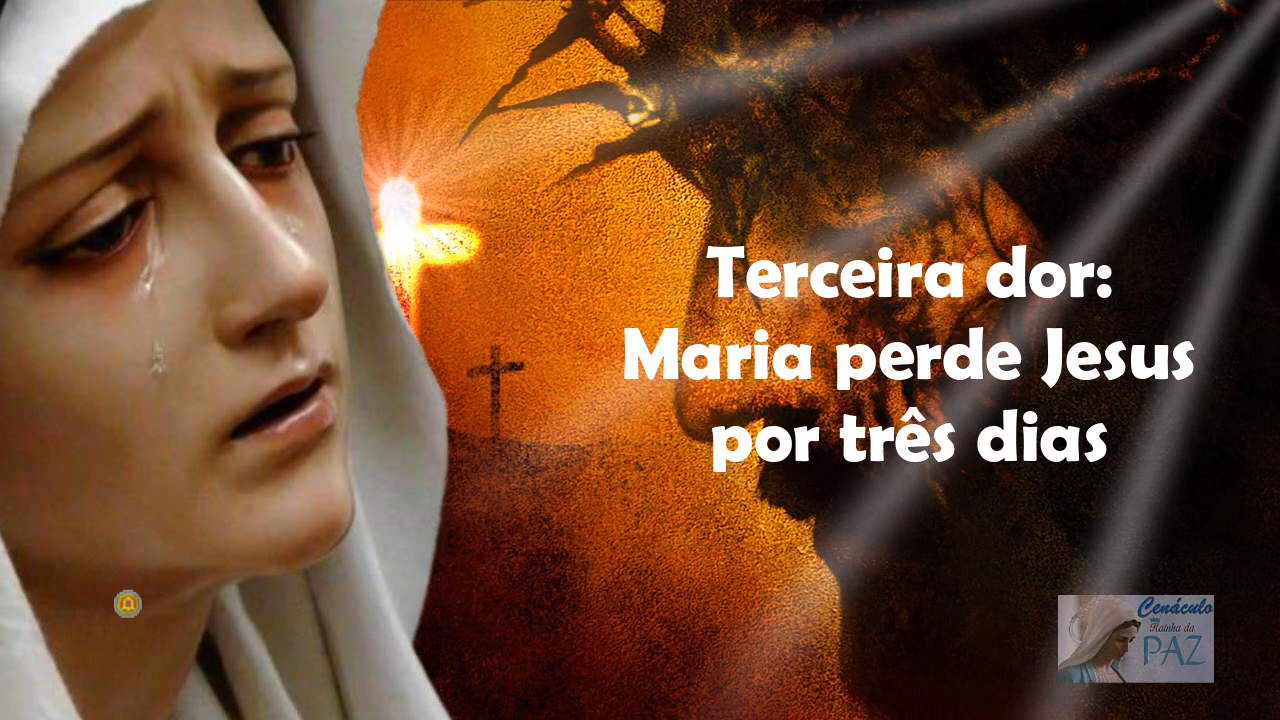 Terceira dor:
Maria perde Jesus
por três dias
Cenáculo
Rainha da
PAZ